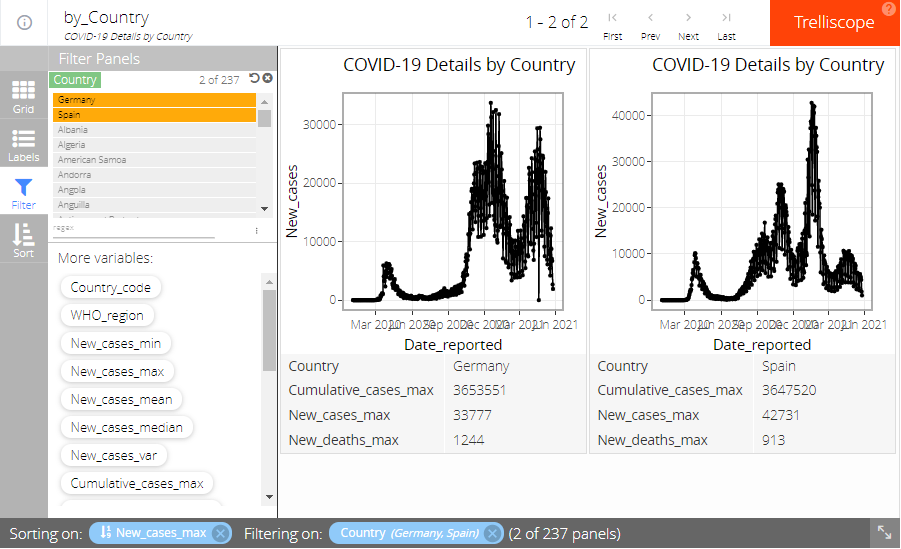 by_Country
COVID-19 Details by Country
1 - 2 of 2
First Prev Next Last
Trelliscope
?
Filter Panels
Country 2 of 237
Germany
Spain
Albania
Algeria
American Samoa
Andorra
Angola
Anguilla
regex
Grid
Labels
Filter
Sort
More variables:
Country_code
WHO_region
New_cases_min
New_cases_max
New_cases_mean
New_cases_median
New_cases_var
Cumulative_cases_max
COVID-19 Details by Country
New_cases
30000
20000
10000
0
Mar 2020 Jun 2020 Sep 2020 Dec 2020 Mar 2021 Jun 2021
Date_reported
Country Germany
Cumulative_cases_max 3653551
New_cases_max 33777
New_deaths_max 1244
COVID-19 Details by Country
New_cases
40000
30000
20000
10000
0
Mar 2020 Jun 2020 Sep 2020 Dec 2020 Mar 2021 Jun 2021
Date_reported
Country Spain
Cumulative_cases_max 3647520
New_cases_max 42731
New_deaths_max 913
Sorting on: New_cases_max Filtering on: Country (Germany, Spain) (2 of 237 panels)